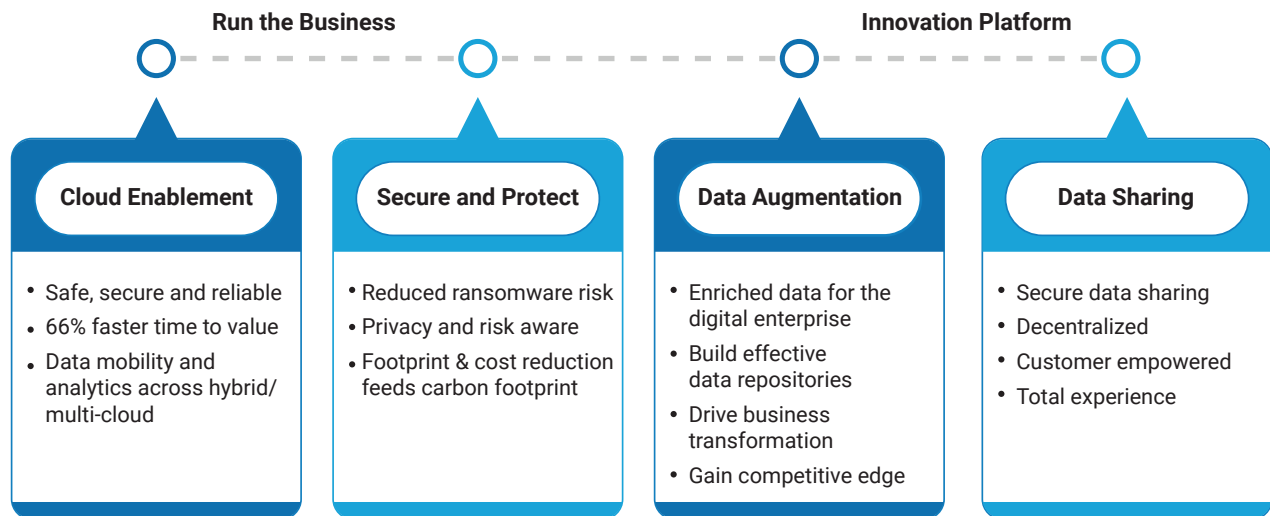 Run the Business
Innovation Platform
Cloud Enablement
• Safe, secure and reliable
• 66% faster time to value
• Data mobility and
analytics across hybrid/
multi-cloud
Secure and Protect
• Reduced ransomware risk
• Privacy and risk aware
• Footprint & cost reduction
feeds carbon footprint
Data Augmentation
• Enriched data for the
digital enterprise
• Build effective
data repositories
• Drive business
transformation
• Gain competitive edge
Data Sharing
• Secure data sharing
• Decentralized
• Customer empowered
• Total experience